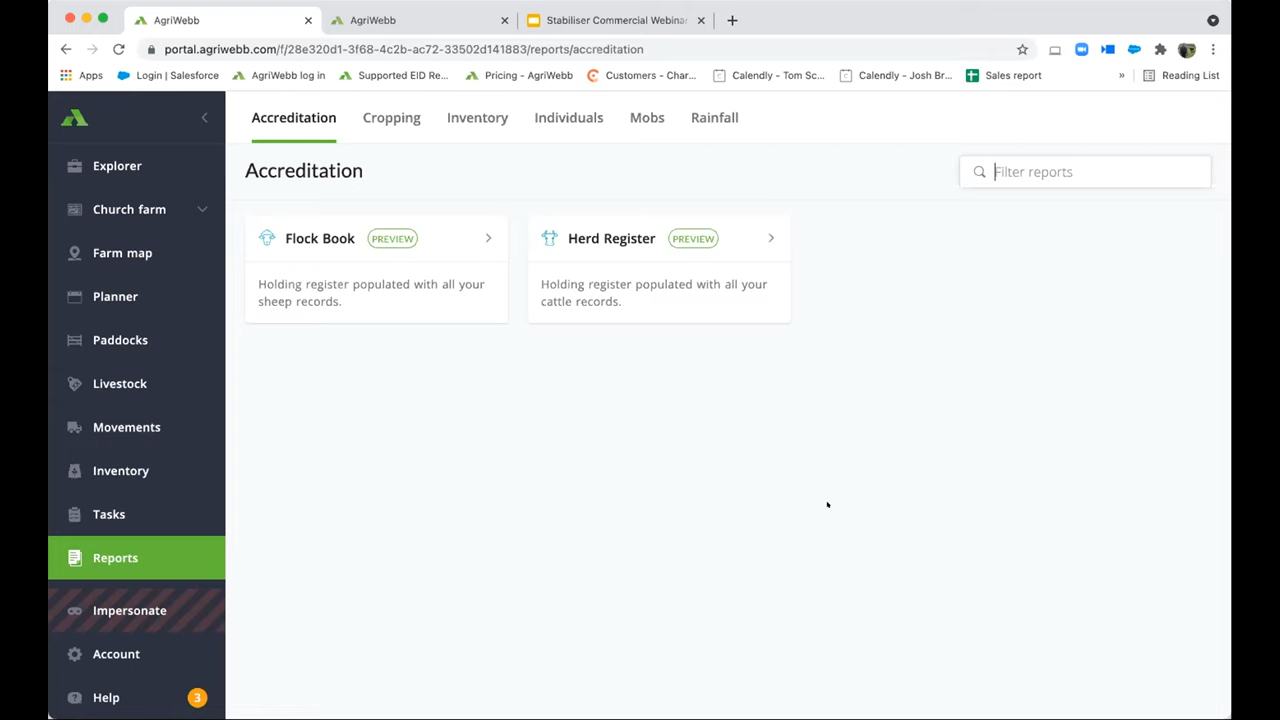 AgriWebb
AgriWebb
Stabiliser Commercial Webina
portal.agriwebb.com/f/28e320d1-3f68-4c2b-ac72-33502d141883/reports/accreditation
Apps
Login | Salesforce
AgriWebb log in
Supported EID Re...
Pricing - AgriWebb
Customers - Char...
Calendly - Tom Sc...
Calendly - Josh Br...
Sales report
»
Reading List
Explorer
Church farm
Farm map
Planner
Paddocks
Livestock
Movements
Inventory
Tasks
Reports
Impersonate
Account
Help
3
Accreditation
Cropping
Inventory
Individuals
Mobs
Rainfall
Accreditation
Filter reports
Flock Book
PREVIEW
Holding register populated with all your
sheep records.
Herd Register
PREVIEW
Holding register populated with all your
cattle records.